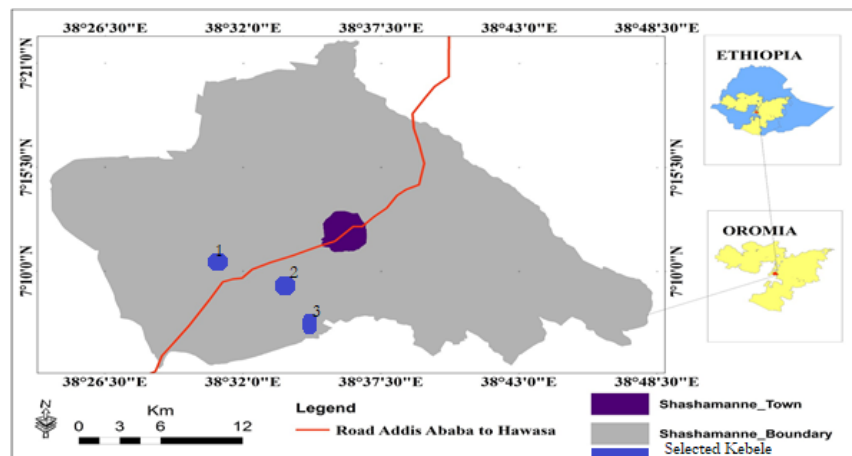 38°26'30"E 38°32'0"E 38°37'30"E 38°43'0"E 38°48'30"E
7°21'0"N 7°21'0"N
ETHIOPIA
7°15'30"N 7°15'30"N
OROMIA
1
7°10'0"N 2 7°10'0"N
3
38°26'30"E 38°32'0"E 38°37'30"E 38°43'0"E 38°48'30"E
N
Km
0 3 6 12
Legend
Road Addis Ababa to Hawasa
Shashamanne_Town
Shashamanne_Boundary
Selected Kebele